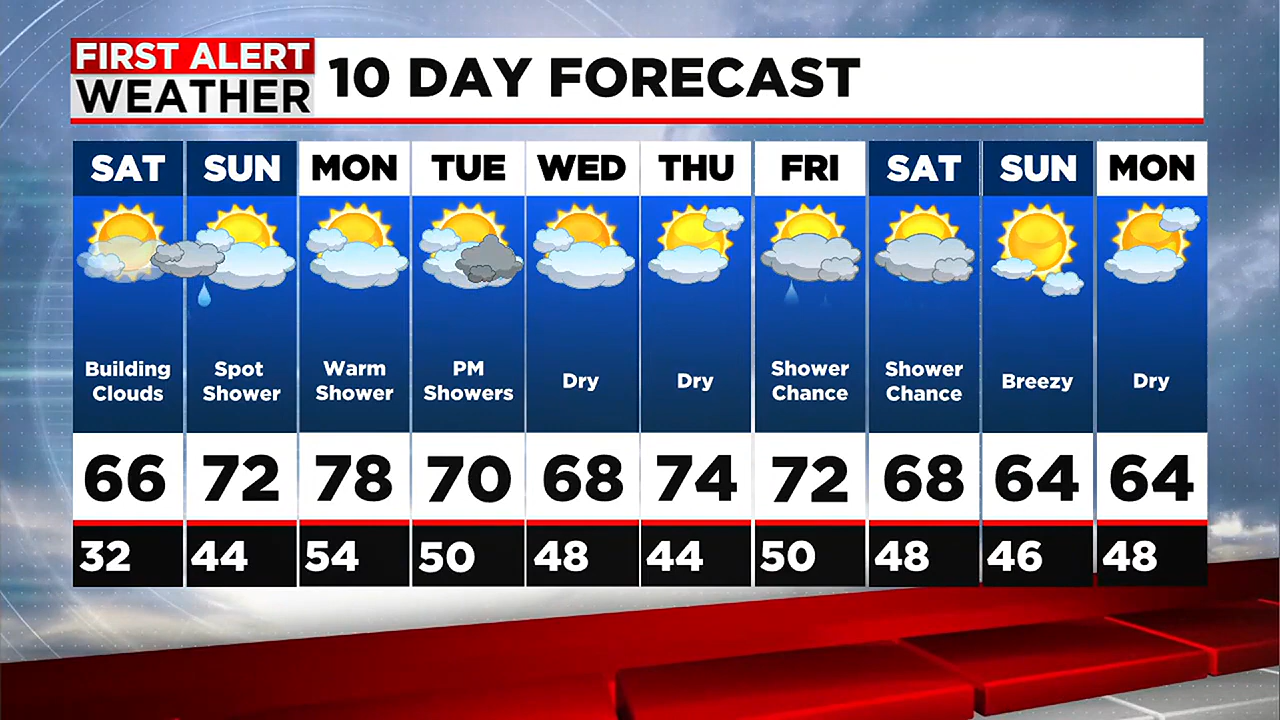 FIRST ALERT
WEATHER
10 DAY FORECAST
SAT SUN MON TUE WED THU FRI SAT SUN MON
Building Clouds
Spot Shower
Warm Shower
PM Showers
Dry
Dry
Shower Chance
Shower Chance
Breezy
Dry
66 72 78 70 68 74 72 68 64 64
32 44 54 50 48 44 50 48 46 48